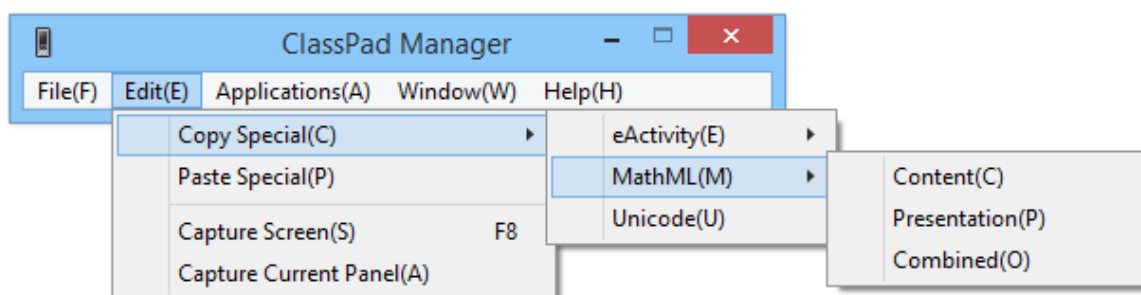 ClassPad Manager
File(F) Edit(E) Applications(A) Window(W) Help(H)
Copy Special(C) eActivity(E)
Paste Special(P) MathML(M) Content(C)
Unicode(U) Presentation(P)
Capture Screen(S) F8 Combined(O)
Capture Current Panel(A)